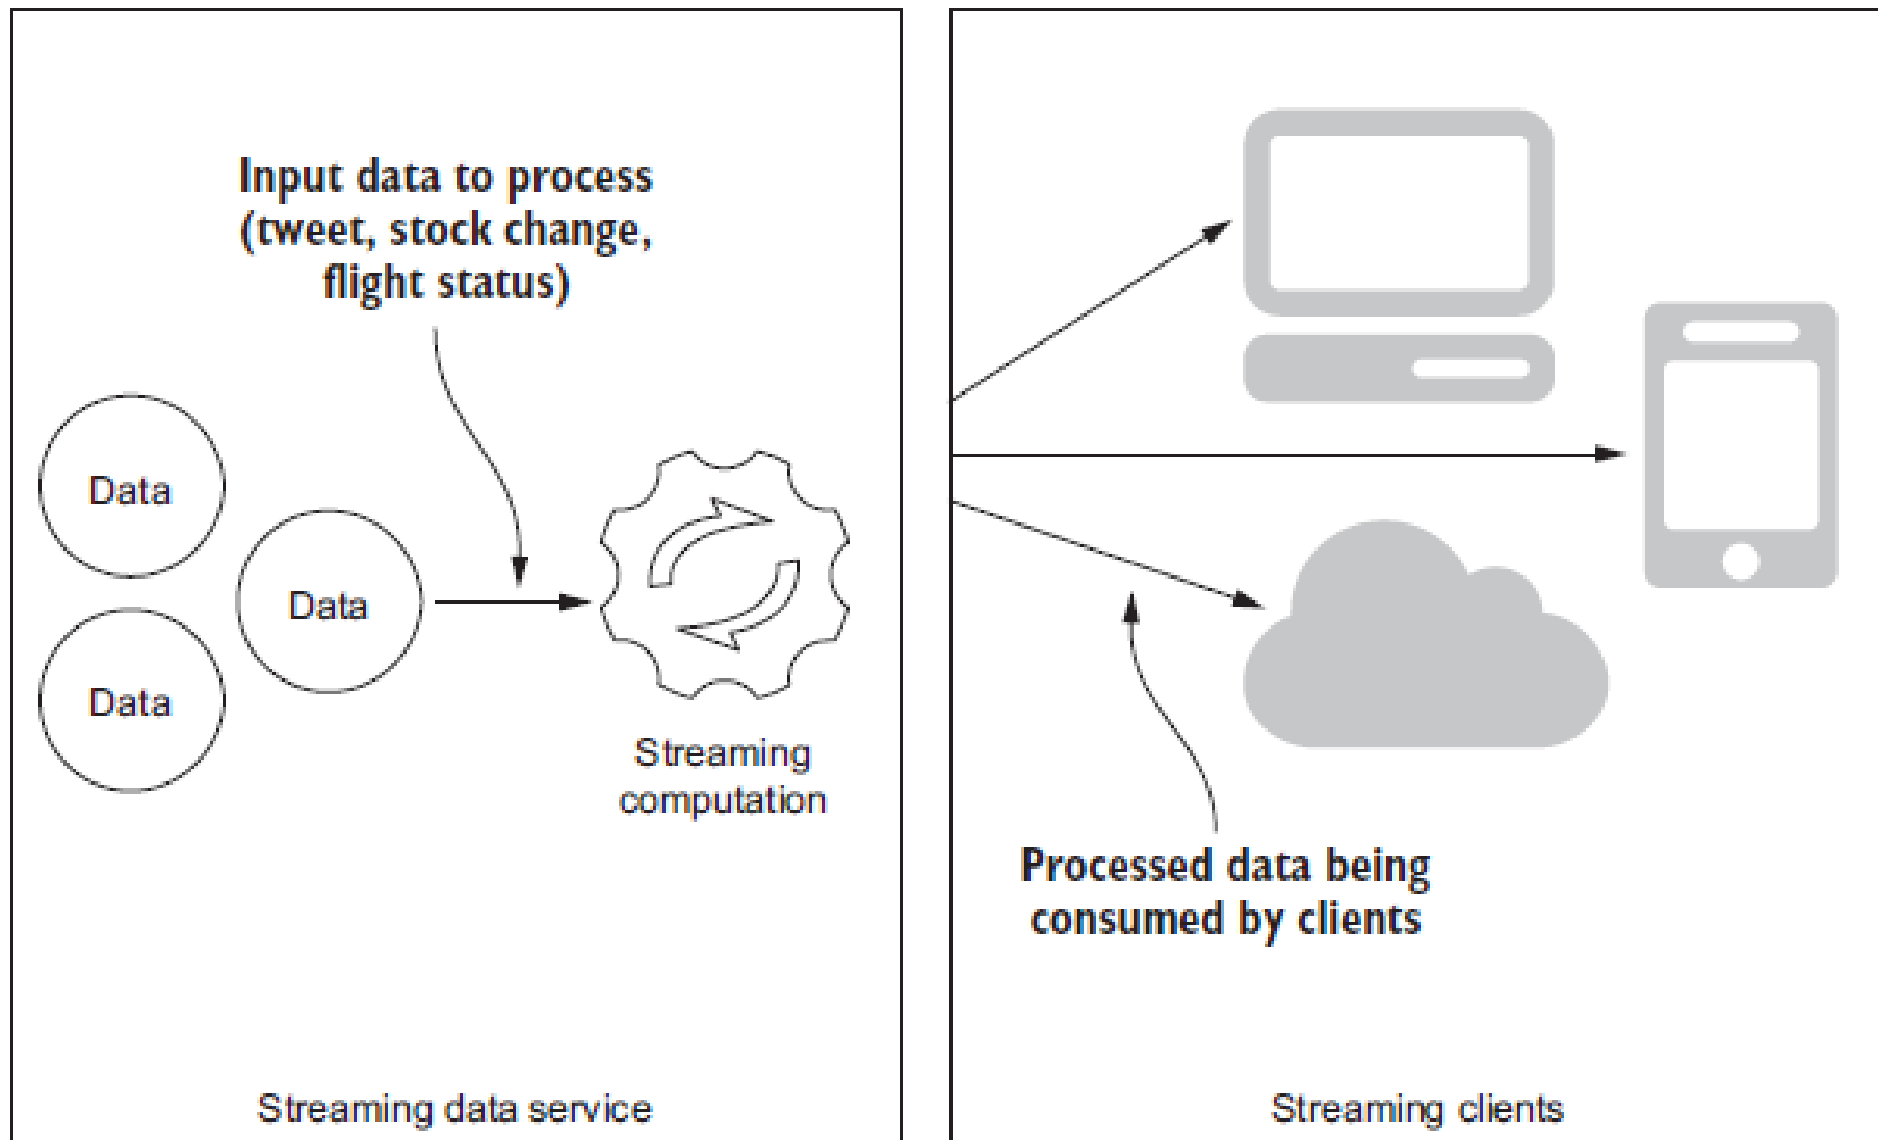 Input data to process
(tweet, stock change,
flight status)
Data
Data
Data
Streaming
computation
Streaming data service
Processed data being
consumed by clients
Streaming clients